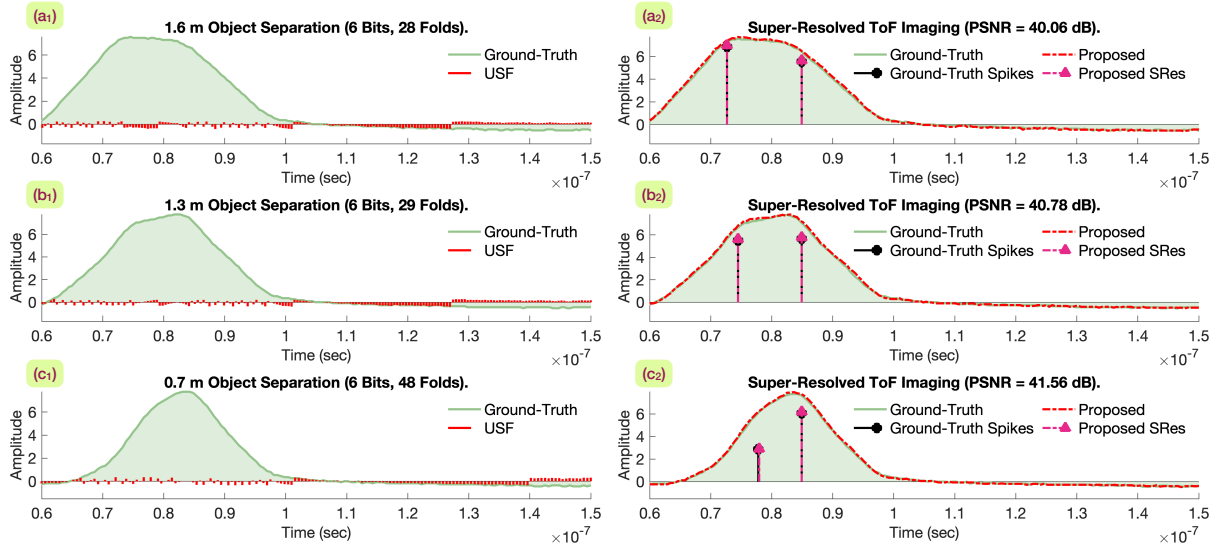 (a1)
1.6 m Object Separation (6 Bits, 28 Folds).
Amplitude
6
4
2
0
Ground-Truth
USF
0.6 0.7 0.8 0.9 1 1.1 1.2 1.3 1.4 1.5
Time (sec)
×10-7
(a2)
Super-Resolved ToF Imaging (PSNR = 40.06 dB).
Amplitude
6
4
2
0
Ground-Truth Proposed
Ground-Truth Spikes Proposed SRes
0.6 0.7 0.8 0.9 1 1.1 1.2 1.3 1.4 1.5
Time (sec)
×10-7
(b1)
1.3 m Object Separation (6 Bits, 29 Folds).
Amplitude
6
4
2
0
Ground-Truth
USF
0.6 0.7 0.8 0.9 1 1.1 1.2 1.3 1.4 1.5
Time (sec)
×10-7
(b2)
Super-Resolved ToF Imaging (PSNR = 40.78 dB).
Amplitude
6
4
2
0
Ground-Truth Proposed
Ground-Truth Spikes Proposed SRes
0.6 0.7 0.8 0.9 1 1.1 1.2 1.3 1.4 1.5
Time (sec)
×10-7
(c1)
0.7 m Object Separation (6 Bits, 48 Folds).
Amplitude
6
4
2
0
Ground-Truth
USF
0.6 0.7 0.8 0.9 1 1.1 1.2 1.3 1.4 1.5
Time (sec)
×10-7
(c2)
Super-Resolved ToF Imaging (PSNR = 41.56 dB).
Amplitude
6
4
2
0
Ground-Truth Proposed
Ground-Truth Spikes Proposed SRes
0.6 0.7 0.8 0.9 1 1.1 1.2 1.3 1.4 1.5
Time (sec)
×10-7